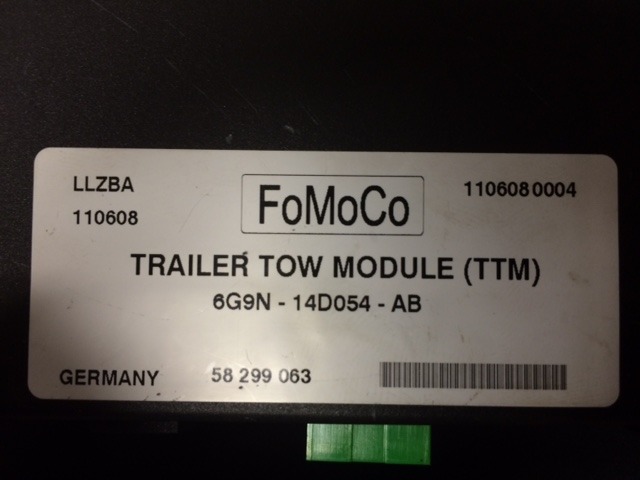 LLZBA
110608
FoMoCo
1106080004
TRAILER TOW MODULE (TTM)
6G9N - 14D054 - AB
GERMANY 58 299 063